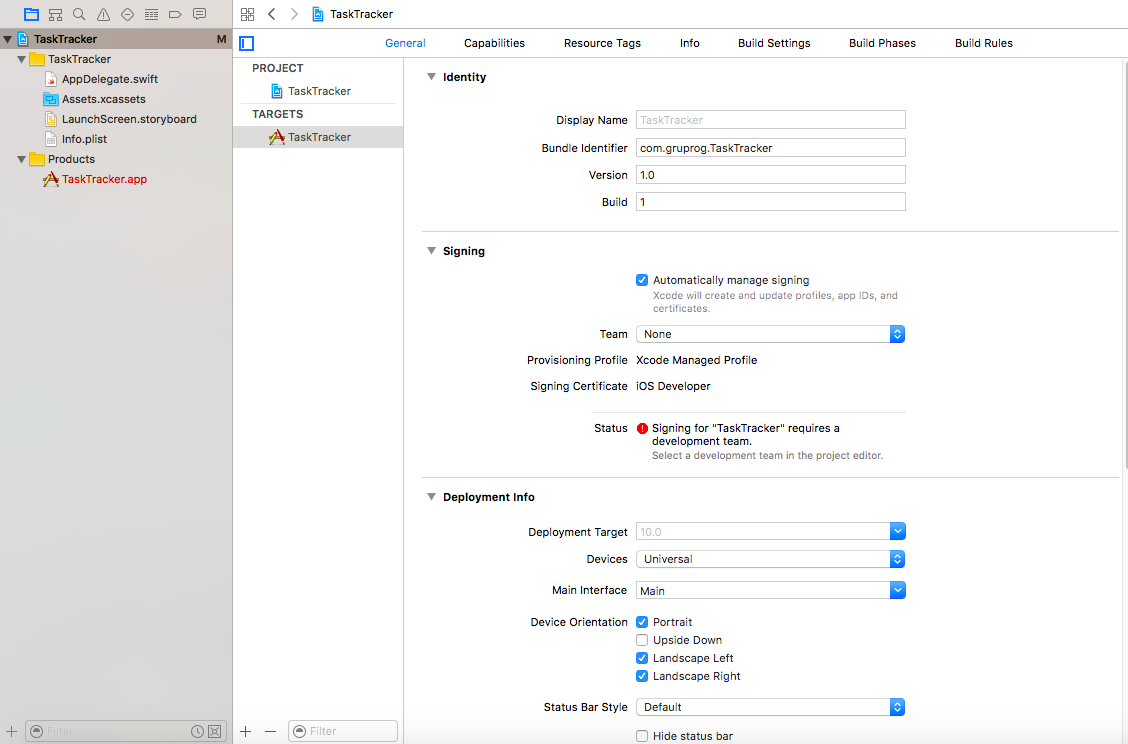 TaskTracker
TaskTracker M
TaskTracker
AppDelegate.swift
Assets.xcassets
LaunchScreen.storyboard
Info.plist
Products
TaskTracker.app
Filter
General Capabilities Resource Tags Info Build Settings Build Phases Build Rules
PROJECT
TaskTracker
TARGETS
TaskTracker
Filter
Identity
Display Name TaskTracker
Bundle Identifier com.gruprog.TaskTracker
Version 1.0
Build 1
Signing
Automatically manage signing
Xcode will create and update profiles, app IDs, and
certificates.
Team None
Provisioning Profile Xcode Managed Profile
Signing Certificate iOS Developer
Status Signing for "TaskTracker" requires a
development team.
Select a development team in the project editor.
Deployment Info
Deployment Target 10.0
Devices Universal
Main Interface Main
Device Orientation Portrait
Upside Down
Landscape Left
Landscape Right
Status Bar Style Default
Hide status bar